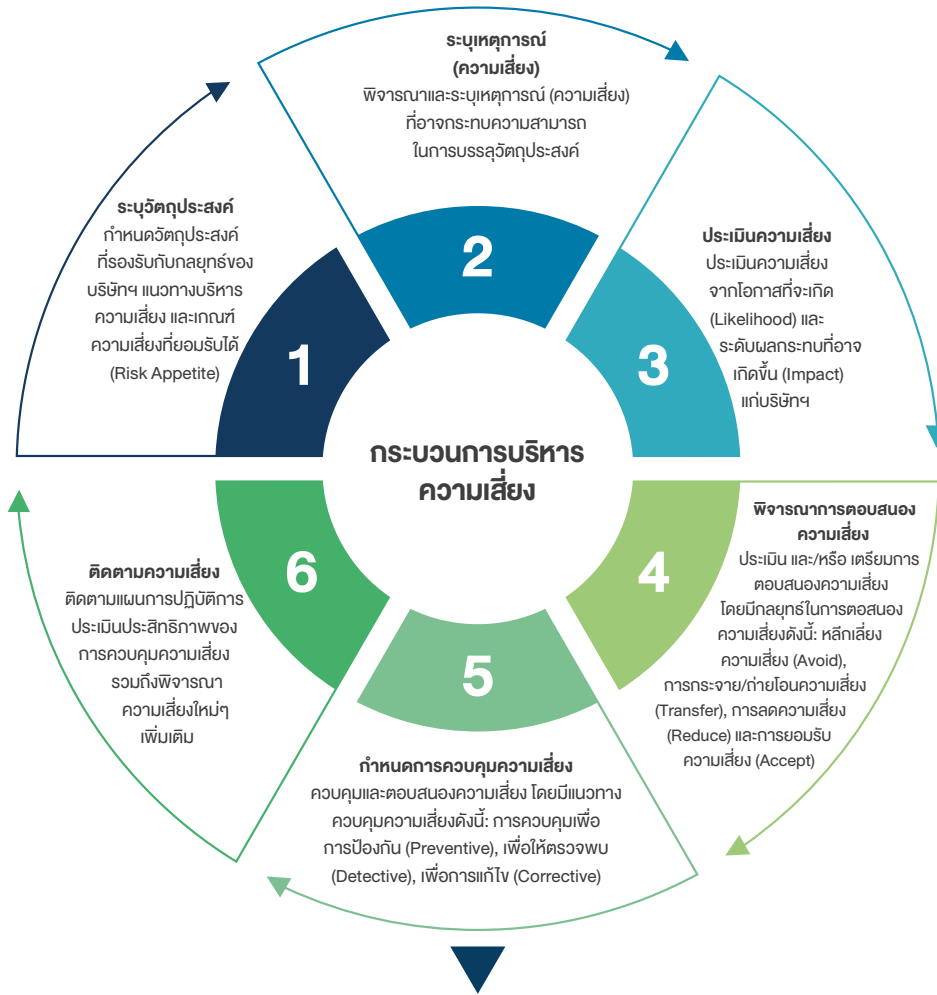 กระบวนการบริหาร
ความเสี่ยง
1
ระบุวัตถุประสงค์
กำหนดวัตถุประสงค์
ที่รองรับกับกลยุทธ์ของ
บริษัทฯ แนวทางบริหาร
ความเสี่ยง และเกณฑ์
ความเสี่ยงที่ยอมรับได้
(Risk Appetite)
2
ระบุเหตุการณ์
(ความเสี่ยง)
พิจารณาและระบุเหตุการณ์ (ความเสี่ยง)
ที่อาจกระทบความสามารถ
ในการบรรลุวัตถุประสงค์
3
ประเมินความเสี่ยง
ประเมินความเสี่ยง
จากโอกาสที่จะเกิด
(Likelihood) และ
ระดับผลกระทบที่อาจ
เกิดขึ้น (Impact)
แก่บริษัทฯ
4
พิจารณาการตอบสนอง
ความเสี่ยง
ประเมิน และ/หรือ เตรียมการ
ตอบสนองความเสี่ยง
โดยมีกลยุทธ์ในการตอสนอง
ความเสี่ยงดังนี้: หลีกเลี่ยง
ความเสี่ยง (Avoid),
การกระจาย/ถ่ายโอนความเสี่ยง
(Transfer), การลดความเสี่ยง
(Reduce) และการยอมรับ
ความเสี่ยง (Accept)
5
กำหนดการควบคุมความเสี่ยง
ควบคุมและตอบสนองความเสี่ยง โดยมีแนวทาง
ควบคุมความเสี่ยงดังนี้: การควบคุมเพื่อ
การป้องกัน (Preventive), เพื่อให้ตรวจพบ
(Detective), เพื่อการแก้ไข (Corrective)
6
ติดตามความเสี่ยง
ติดตามแผนการปฏิบัติการ
ประเมินประสิทธิภาพของ
การควบคุมความเสี่ยง
รวมถึงพิจารณา
ความเสี่ยงใหม่ๆ
เพิ่มเติม